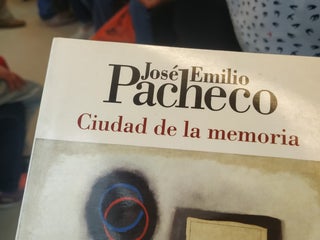 José Emilio
Pacheco
Ciudad de la memoria